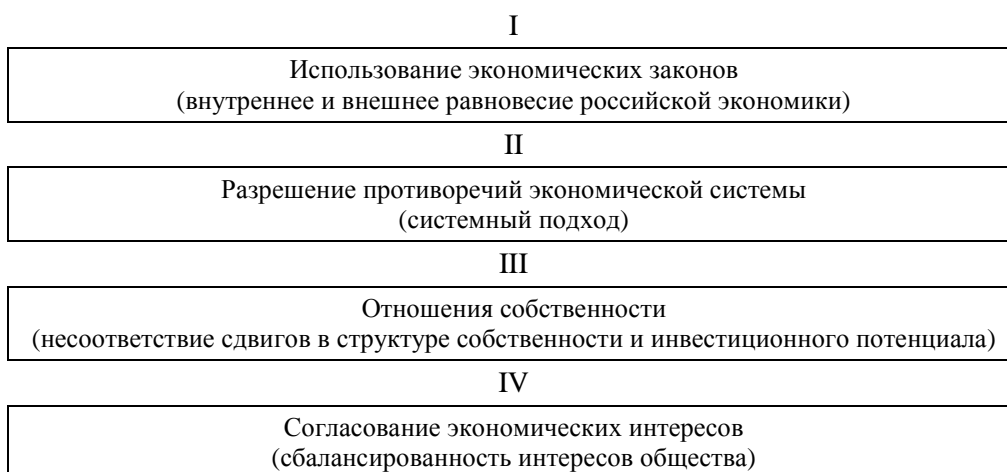 I
Использование экономических законов
(внутреннее и внешнее равновесие российской экономики)
II
Разрешение противоречий экономической системы
(системный подход)
III
Отношения собственности
(несоответствие сдвигов в структуре собственности и инвестиционного потенциала)
IV
Согласование экономических интересов
(сбалансированность интересов общества)